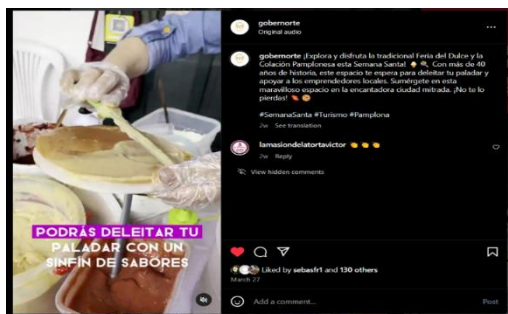 gobernorte
Original audio
gobernorte ¡Explora y disfruta la tradicional Feria del Dulce y la
Colación Pamplonesa esta Semana Santa! 🍦 🍭 Con más de 40
años de historia, este espacio te espera para deleitar tu paladar y
apoyar a los emprendedores locales. Sumérgete en esta
maravilloso espacio en la encantadora ciudad mitrada. ¡No te lo
pierdas!
#SemanaSanta #Turismo #Pamplona
2w See translation
lamasiondelatortavictor 👏 👏 👏
2w Reply
View hidden comments
PODRÁS DELEITAR TU
PALADAR CON UN
SINFÍN DE SABORES
Liked by sebasfr1 and 130 others
March 27
Add a comment...
Post